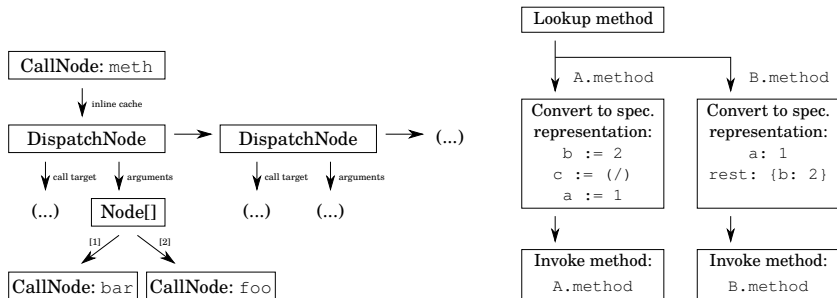 CallNode: meth
inline cache
DispatchNode
DispatchNode
(...)
call target
arguments
call target
arguments
(...)
Node[]
(...)
(...)
[1]
[2]
CallNode: bar
CallNode: foo
Lookup method
A.method
B.method
Convert to spec.
representation:
b := 2
c := (/)
a := 1
Convert to spec.
representation:
a: 1
rest: {b: 2}
Invoke method:
A.method
Invoke method:
B.method